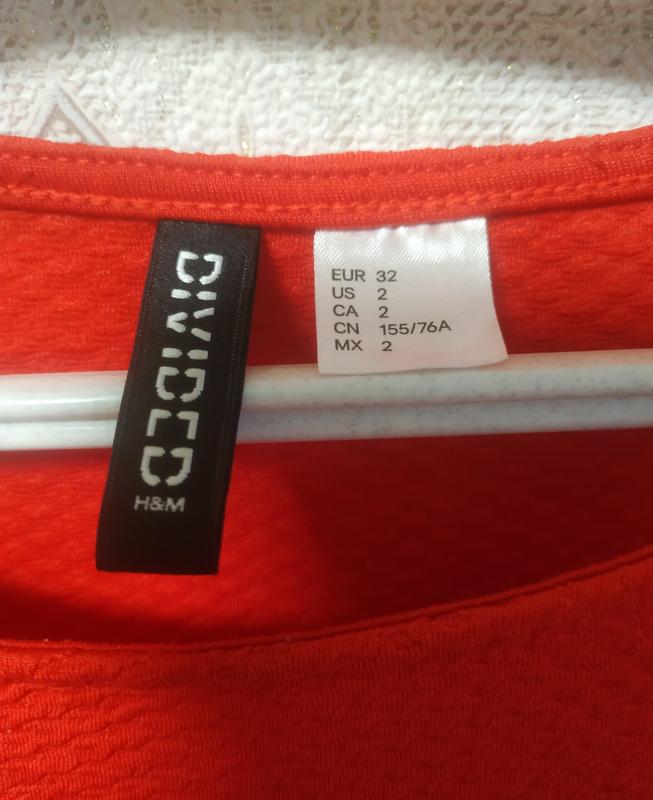 DIVIDED
H&M
EUR 32
US 2
CA 2
CN 155/76A
MX 2